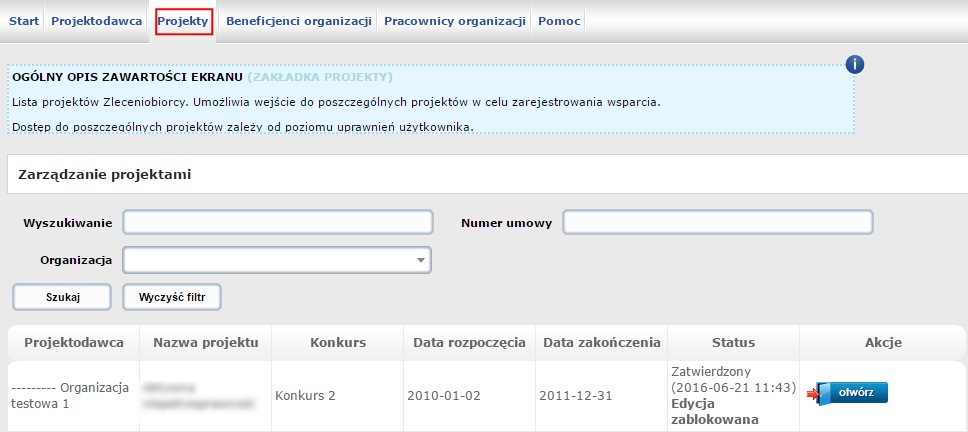 Start Projektodawca Projekty Beneficjenci organizacji Pracownicy organizacji Pomoc
i
OGÓLNY OPIS ZAWARTOŚCI EKRANU (ZAKŁADKA PROJEKTY)
Lista projektów Zleceniobiorcy. Umożliwia wejście do poszczególnych projektów w celu zarejestrowania wsparcia.
Dostęp do poszczególnych projektów zależy od poziomu uprawnień użytkownika.
Zarządzanie projektami
Wyszukiwanie Numer umowy
Organizacja
Szukaj Wyczyść filtr
Projektodawca Nazwa projektu Konkurs Data rozpoczęcia Data zakończenia Status Akcje
--------- Organizacja
testowa 1
Konkurs 2
2010-01-02
2011-12-31
Zatwierdzony
(2016-06-21 11:43)
Edycja
zablokowana
otwórz